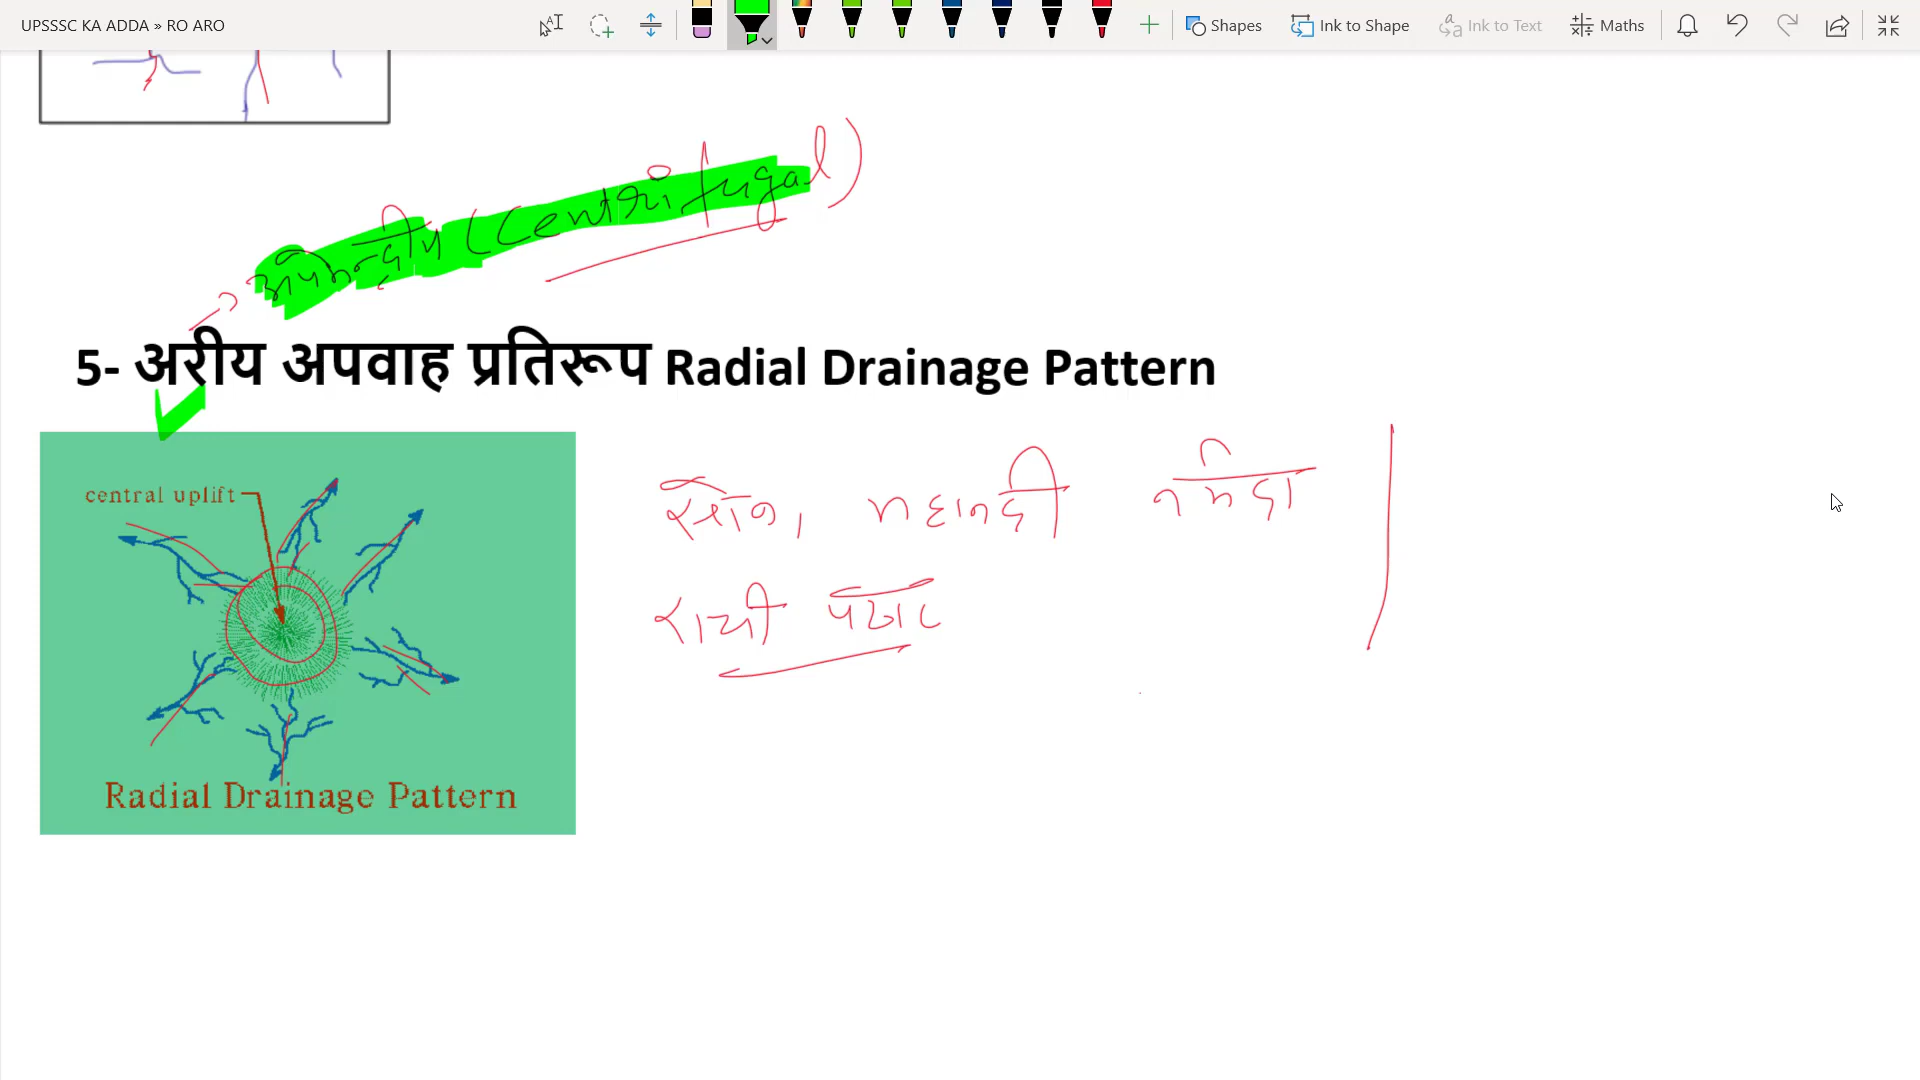 UPSSSC KA ADDA » RO ARO
Shapes
Ink to Shape
Ink to Text
Maths
(Centrifugal)
5- अरीय अपवाह प्रतिरूप Radial Drainage Pattern
central uplift
Radial Drainage Pattern
सोन, महानदी नर्मदा
रांची पठार